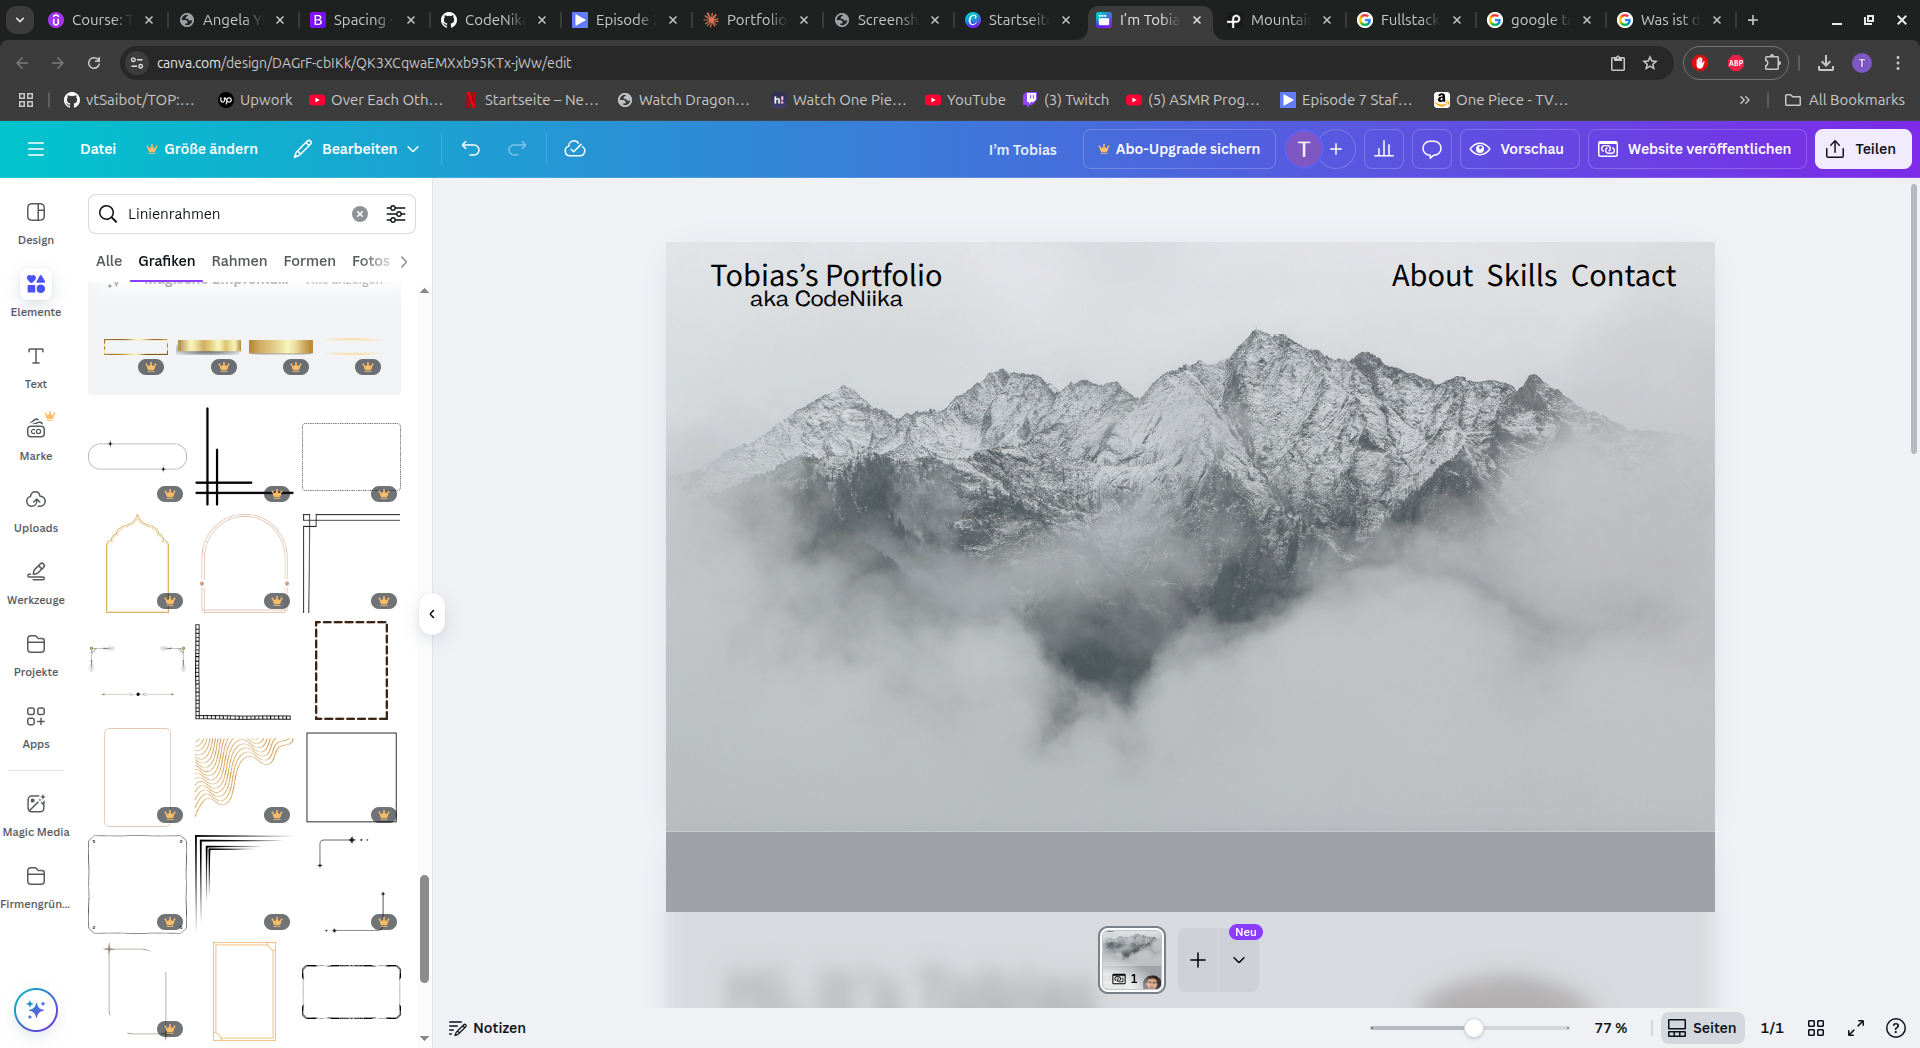 Course: T
Angela Y
Spacing
CodeNik
Episode
Portfolio
Screensh
Startseit
I'm Tobia
Mountai
Fullstack
google t
Was ist d
canva.com/design/DAGrF-cbIKk/QK3XCqwaEMXxb95KTx-jWw/edit
ABP
T
vtSaibot/TOP:...
up
Upwork
Over Each Oth...
Startseite – Ne...
Watch Dragon...
h!
Watch One Pie...
YouTube
(3) Twitch
(5) ASMR Prog...
Episode 7 Staf...
One Piece - TV...
All Bookmarks
Datei
Größe ändern
Bearbeiten
I'm Tobias
Abo-Upgrade sichern
T
Vorschau
Website veröffentlichen
Teilen
Design
Elemente
Text
Marke
Uploads
Werkzeuge
Projekte
Apps
Magic Media
Firmengrün...
Linienrahmen
Alle
Grafiken
Rahmen
Formen
Fotos
Tobias’s Portfolio
aka CodeNiika
About Skills Contact
1
Neu
Notizen
77 %
Seiten
1/1